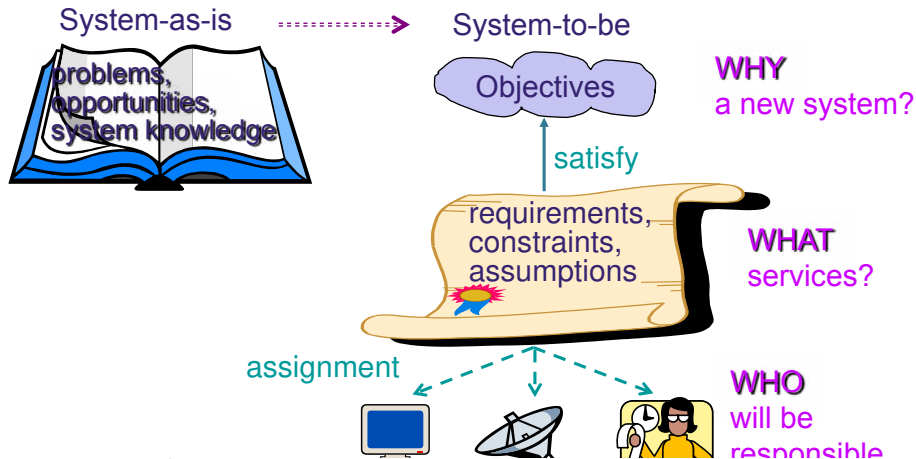 System-as-is
System-to-be
problems,
opportunities,
system knowledge
Objectives
WHY
a new system?
satisfy
requirements,
constraints,
assumptions
WHAT
services?
assignment
WHO
will be
responsible